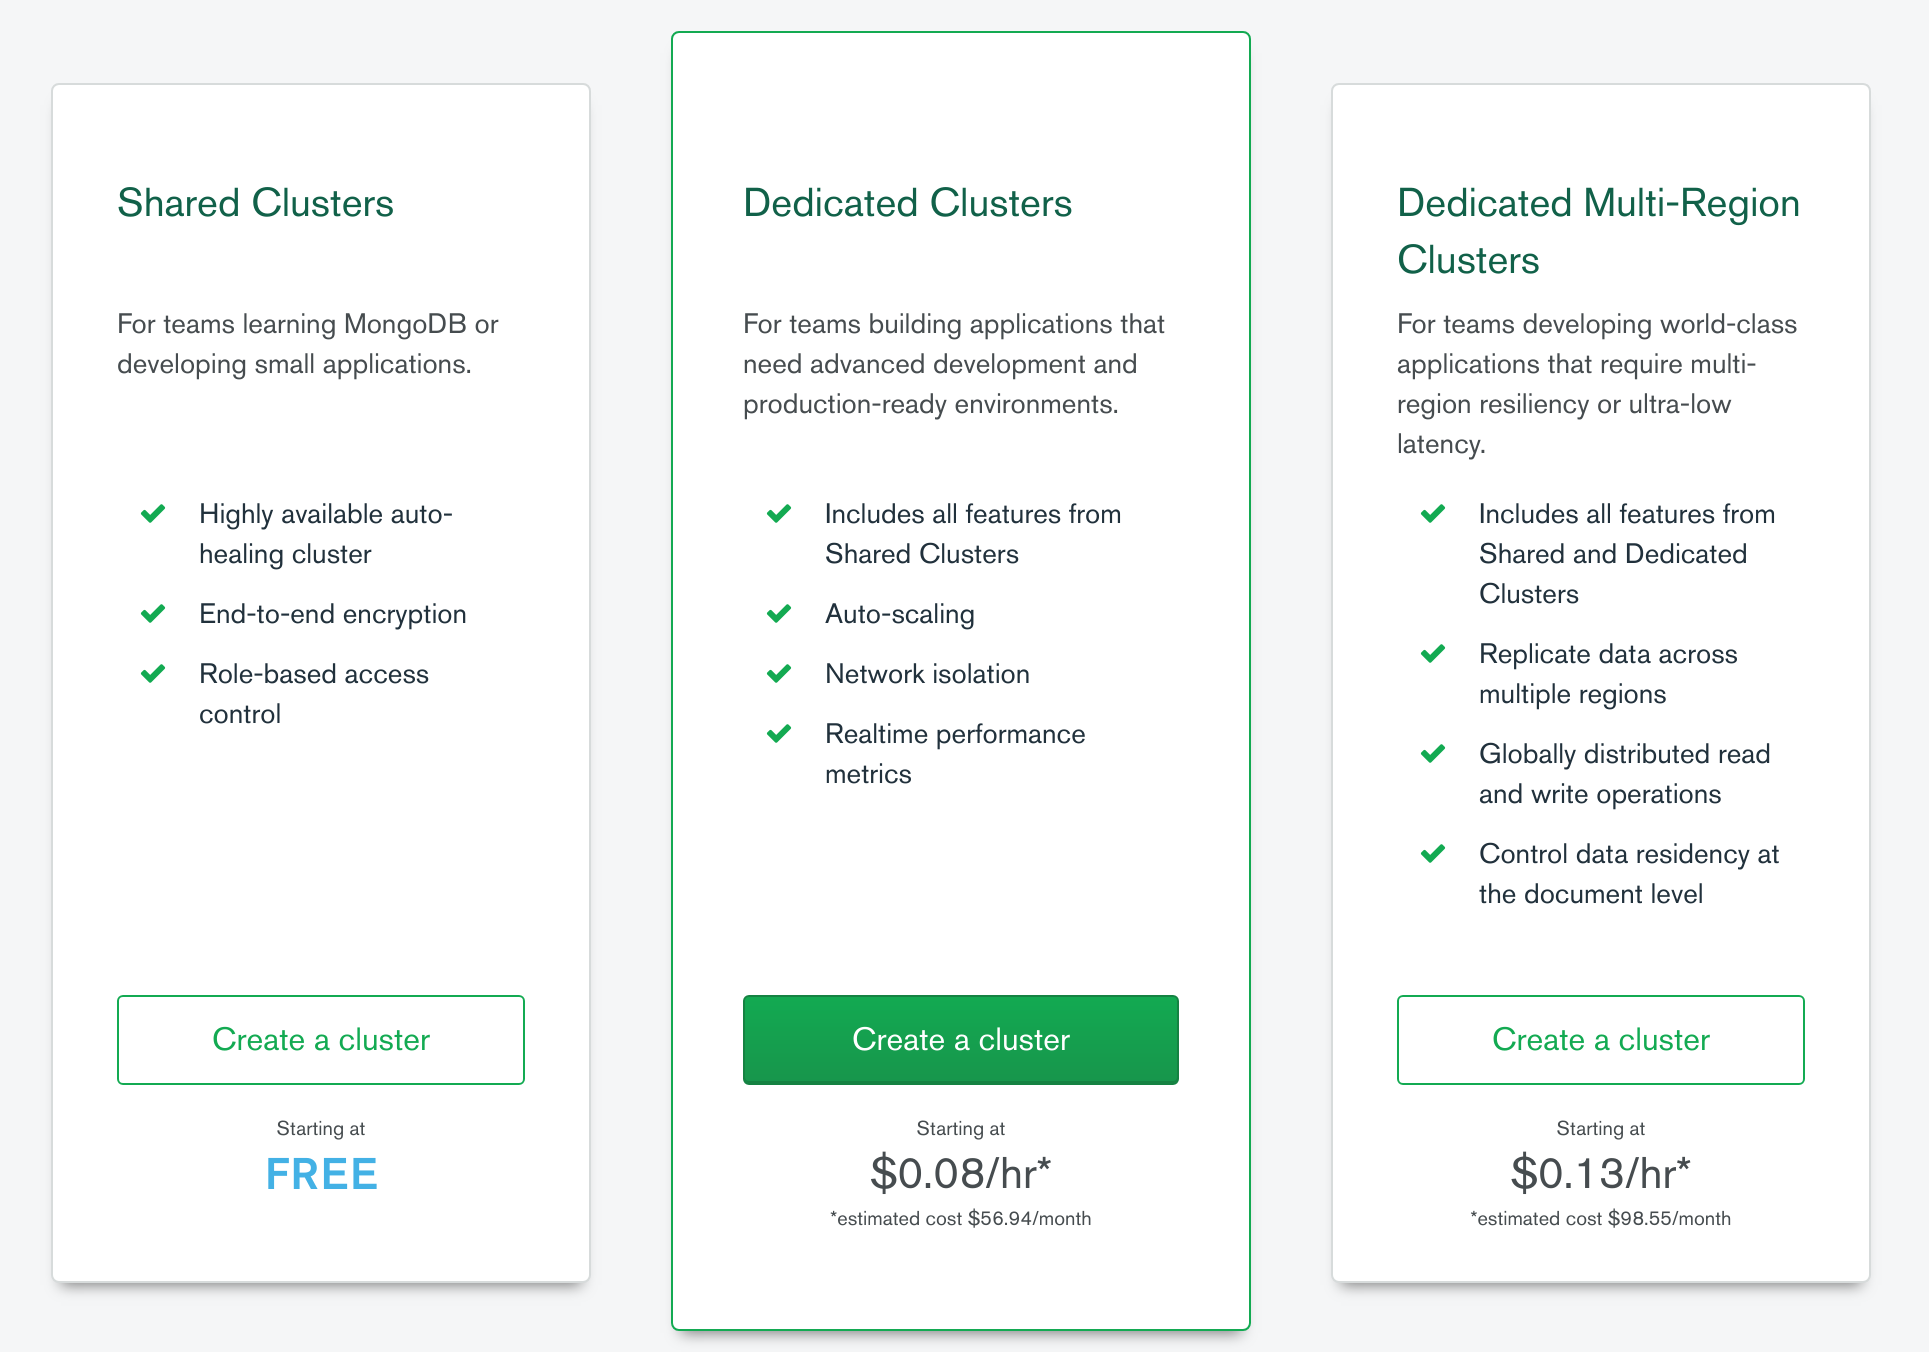 Shared Clusters
For teams learning MongoDB or
developing small applications.
Highly available auto-
healing cluster
End-to-end encryption
Role-based access
control
Create a cluster
Starting at
FREE
Dedicated Clusters
For teams building applications that
need advanced development and
production-ready environments.
Includes all features from
Shared Clusters
Auto-scaling
Network isolation
Realtime performance
metrics
Create a cluster
Starting at
$0.08/hr*
*estimated cost $56.94/month
Dedicated Multi-Region
Clusters
For teams developing world-class
applications that require multi-
region resiliency or ultra-low
latency.
Includes all features from
Shared and Dedicated
Clusters
Replicate data across
multiple regions
Globally distributed read
and write operations
Control data residency at
the document level
Create a cluster
Starting at
$0.13/hr*
*estimated cost $98.55/month